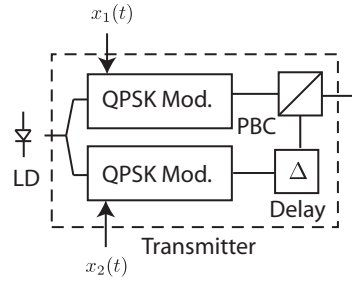 x₁(t)
QPSK Mod.
PBC
LD
QPSK Mod.
Δ
Delay
Transmitter
x₂(t)